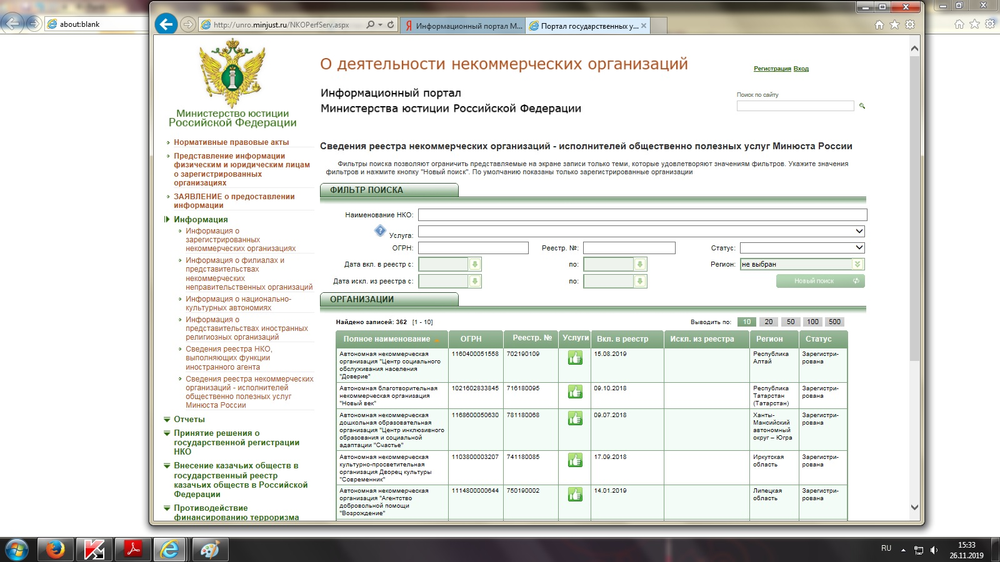 about:blank
http://unro.minjust.ru/NKOPerfServ.aspx
Информационный портал М...
Портал государственных у...
Министерство юстиции
Российской Федерации
О деятельности некоммерческих организаций
Информационный портал
Министерства юстиции Российской Федерации
Регистрация Вход
Поиск по сайту
Нормативные правовые акты
Представление информации
физическим и юридическим лицам
о зарегистрированных
организациях
ЗАЯВЛЕНИЕ о предоставлении
информации
Информация
Информация о
зарегистрированных
некоммерческих организациях
Информация о филиалах и
представительствах
некоммерческих
неправительственных организаций
Информация о национально-
культурных автономиях
Информация о
представительствах иностранных
религиозных организаций
Сведения реестра НКО,
выполняющих функции
иностранного агента
Сведения реестра некоммерческих
организаций - исполнителей
общественно полезных услуг
Минюста России
Отчеты
Принятие решения о
государственной регистрации
НКО
Внесение казачьих обществ в
государственный реестр
казачьих обществ в Российской
Федерации
Противодействие
финансированию терроризма
Сведения реестра некоммерческих организаций - исполнителей общественно полезных услуг Минюста России
Фильтры поиска позволяют ограничить представляемые на экране записи только теми, которые удовлетворяют значениям фильтров. Укажите значения
фильтров и нажмите кнопку "Новый поиск". По умолчанию показаны только зарегистрированные организации
ФИЛЬТР ПОИСКА
Наименование НКО:
? Услуга:
ОГРН: Реестр. №: Статус:
Дата вкл. в реестр с: по: Регион: не выбран
Дата искл. из реестра с: по: Новый поиск
ОРГАНИЗАЦИИ
Найдено записей: 362 [1 - 10] Выводить по: 10 20 50 100 500
Полное наименование ОГРН Реестр. № Услуги Вкл. в реестр Искл. из реестра Регион Статус
Автономная некоммерческая 1160400051558 702190109 15.08.2019 Республика Зарегистри-
организация "Центр социального Алтай рована
обслуживания населения
"Доверие"
Автономная благотворительная 1021602833845 716180095 09.10.2018 Республика Зарегистри-
некоммерческая организация Татарстан рована
"Новый век" (Татарстан)
Автономная некоммерческая 1168600050630 781180068 09.07.2018 Ханты- Зарегистри-
дошкольная образовательная Мансийский рована
организация "Центр инклюзивного автономный
образования и социальной округ – Югра
адаптации "Счастье"
Автономная некоммерческая 1103800003207 741180085 17.09.2018 Иркутская Зарегистри-
культурно-просветительная область рована
организация Дворец культуры
"Современник"
Автономная некоммерческая 1114800000644 750190002 14.01.2019 Липецкая Зарегистри-
организация "Агентство область рована
добровольной помощи
"Возрождение"
RU
15:33
26.11.2019